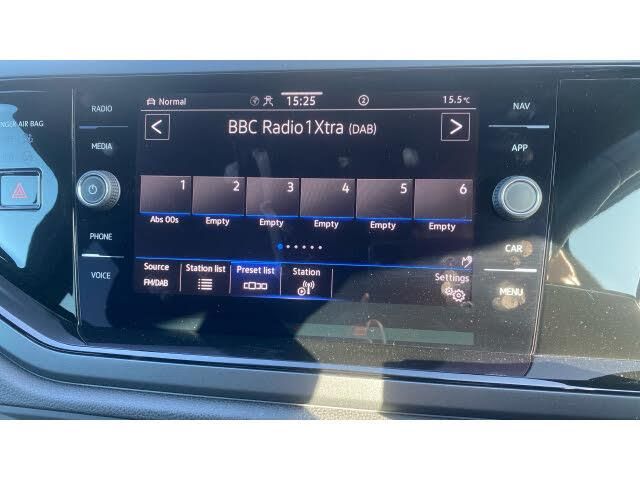 RADIO
MEDIA
PHONE
VOICE
NGER AIR BAG
Normal 15:25 2 15.5°C
BBC Radio 1Xtra (DAB)
1 2 3 4 5 6
Abs 00s Empty Empty Empty Empty Empty
Source Station list Preset list Station Settings
FM/DAB
NAV
APP
CAR
MENU